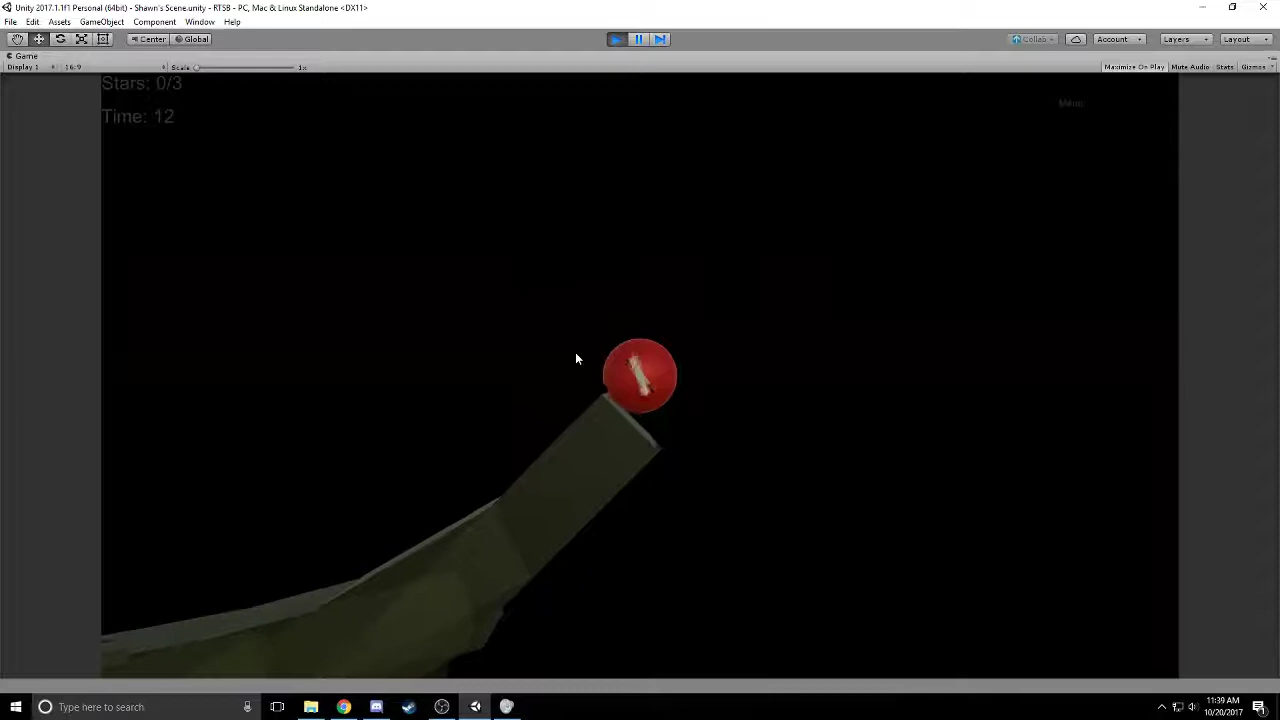 Unity 2017.1.1f1 Personal (64bit) - Shawn's Scene.unity - RTSB - PC, Mac & Linux Standalone <DX11>
File Edit Assets GameObject Component Window Help
Center Global Collab Account Layers Layout
Game
Display 1 16:9 Scale 1x Maximize On Play Mute Audio Stats Gizmos
Stars: 0/3
Menu
Time: 12
Type here to search
11:39 AM
10/20/2017